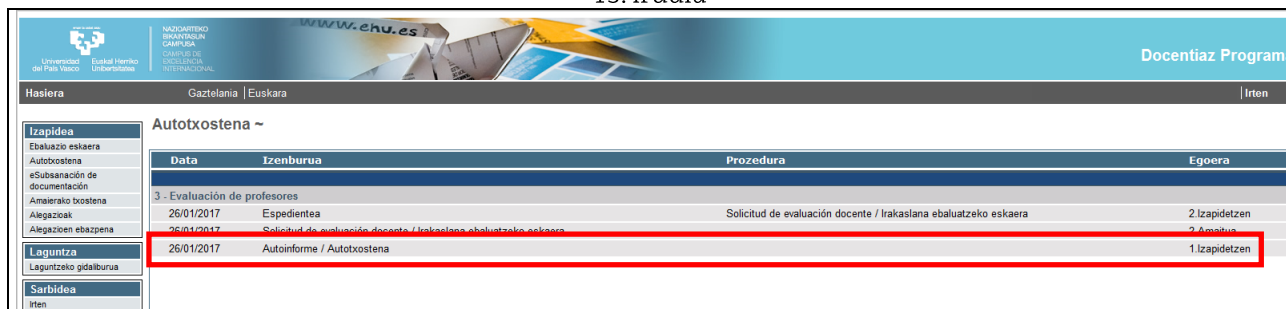 13. irudia
Universidad del País Vasco
Euskal Herriko Unibertsitatea
NAZIOARTEKO
BIKAINTASUN
CAMPUSA
CAMPUS DE
EXCELENCIA
INTERNACIONAL
www.ehu.es
Docentiaz Program
Hasiera Gaztelania | Euskara | Irten
Izapidea
Ebaluazio eskaera
Autotxostena
eSubsanación de
documentación
Amaierako txostena
Alegazioak
Alegazioen ebazpena
Laguntza
Laguntzeko gidaliburua
Sarbidea
Irten
Autotxostena ~
Data Izenburua Prozedura Egoera
3 - Evaluación de profesores
26/01/2017 Espedientea Solicitud de evaluación docente / Irakaslana ebaluatzeko eskaera 2.Izapidetzen
26/01/2017 Solicitud de evaluación docente / Irakaslana ebaluatzeko eskaera 2.Amaitua
26/01/2017 Autoinforme / Autotxostena 1.Izapidetzen